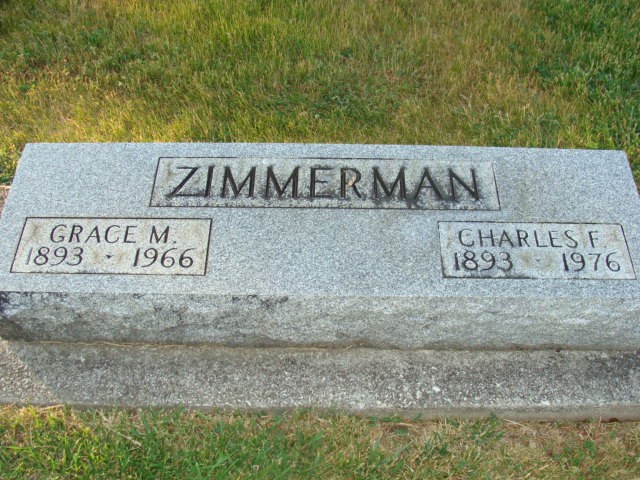 ZIMMERMAN
GRACE M.
1893 · 1966
CHARLES F.
1893 · 1976